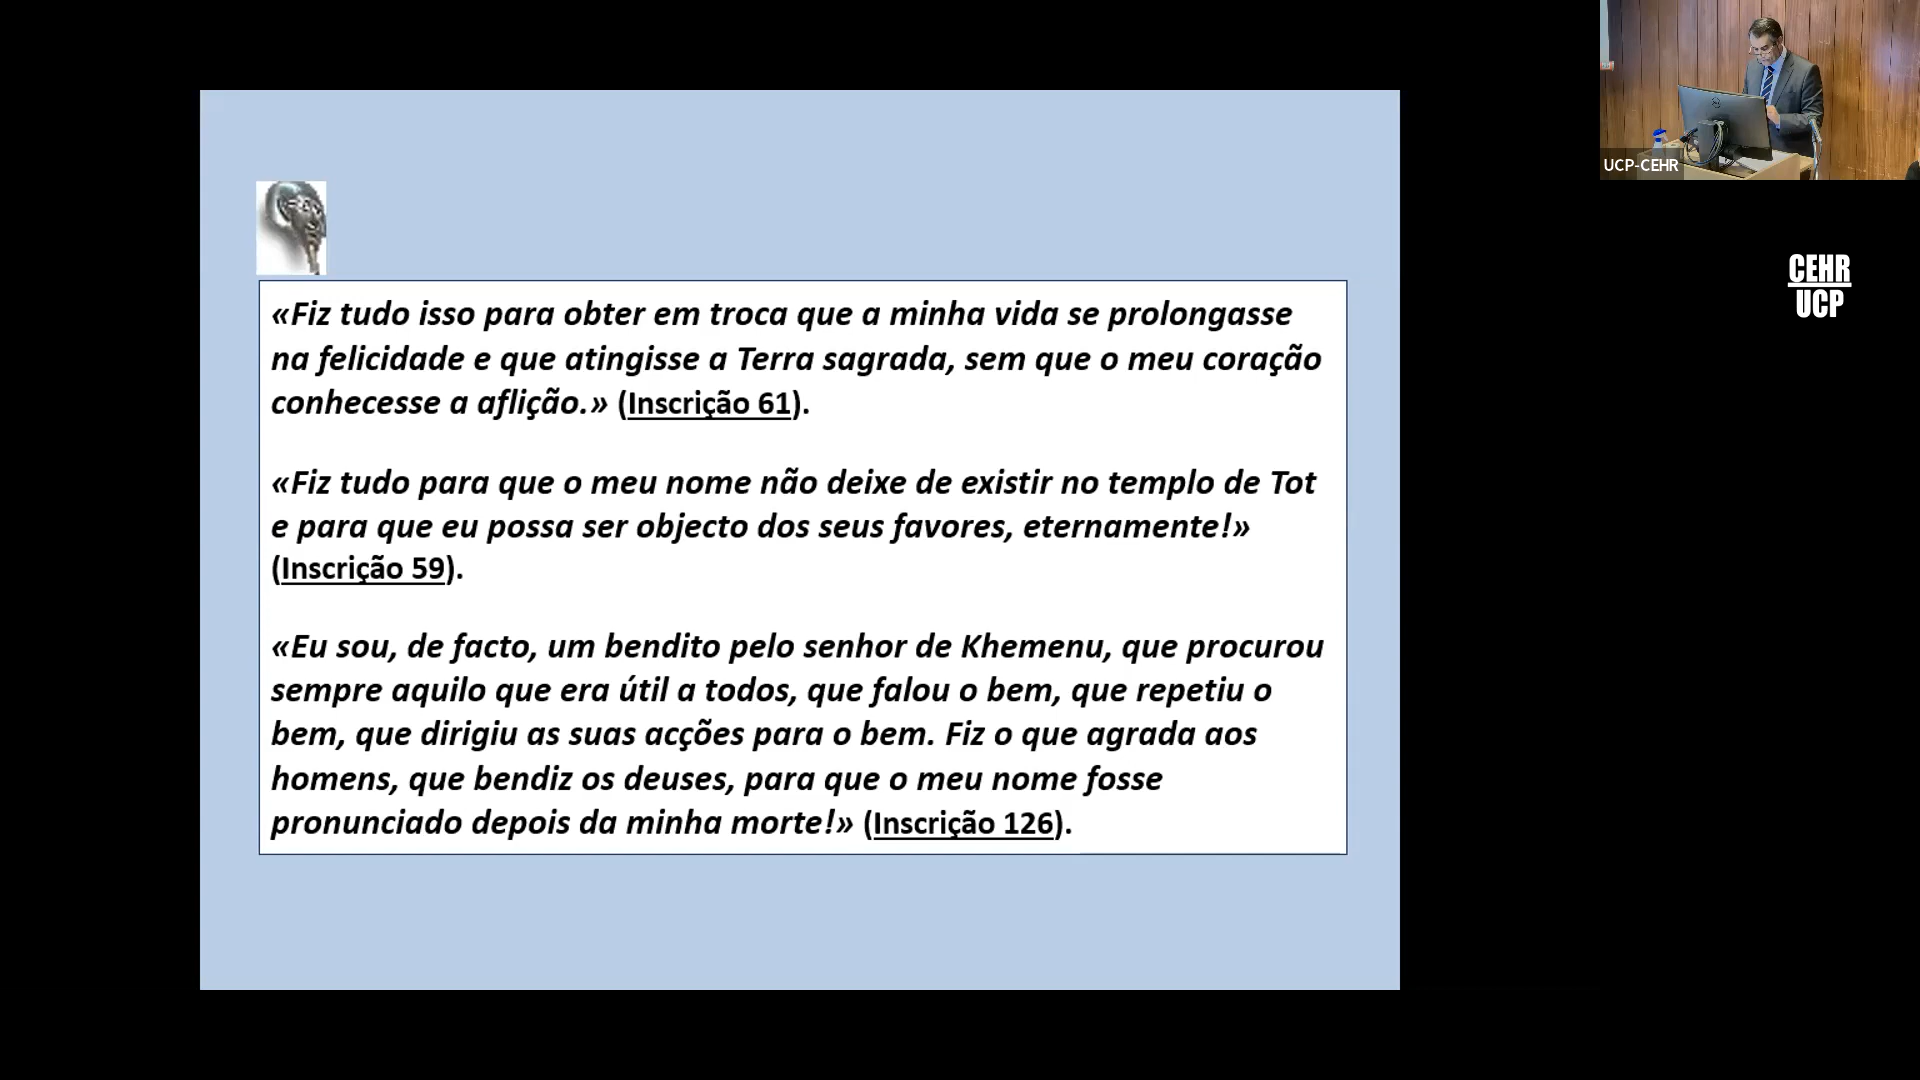 «Fiz tudo isso para obter em troca que a minha vida se prolongasse
na felicidade e que atingisse a Terra sagrada, sem que o meu coração
conhecesse a aflição.» (Inscrição 61).
«Fiz tudo para que o meu nome não deixe de existir no templo de Tot
e para que eu possa ser objecto dos seus favores, eternamente!»
(Inscrição 59).
«Eu sou, de facto, um bendito pelo senhor de Khemenu, que procurou
sempre aquilo que era útil a todos, que falou o bem, que repetiu o
bem, que dirigiu as suas acções para o bem. Fiz o que agrada aos
homens, que bendiz os deuses, para que o meu nome fosse
pronunciado depois da minha morte!» (Inscrição 126).
UCP-CEHR
CEHR
UCP